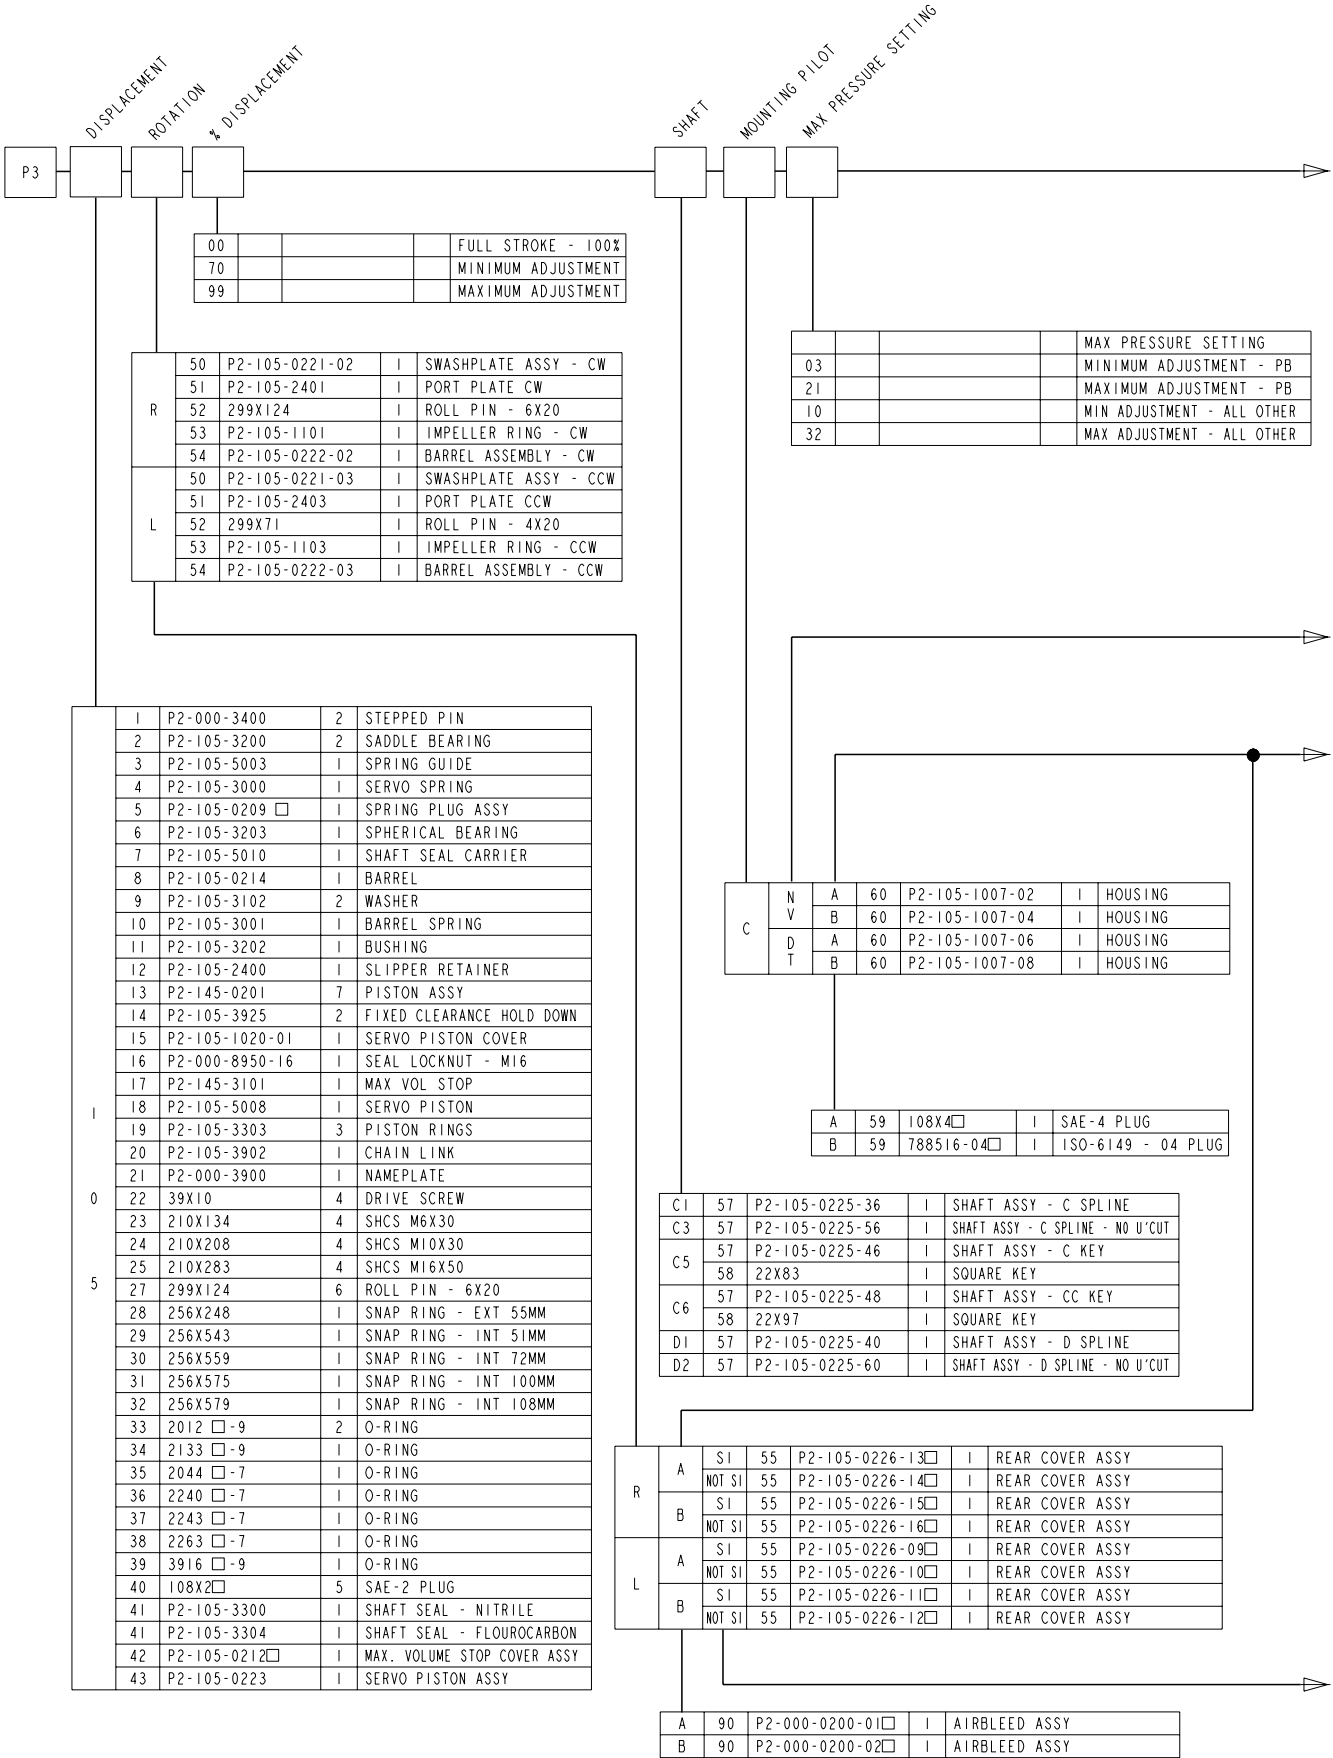 DISPLACEMENT
ROTATION
% DISPLACEMENT
SHAFT
MOUNTING PILOT
MAX PRESSURE SETTING
P3
00 FULL STROKE - 100%
70 MINIMUM ADJUSTMENT
99 MAXIMUM ADJUSTMENT
MAX PRESSURE SETTING
03 MINIMUM ADJUSTMENT - PB
21 MAXIMUM ADJUSTMENT - PB
10 MIN ADJUSTMENT - ALL OTHER
32 MAX ADJUSTMENT - ALL OTHER
R
50 P2-105-0221-02 1 SWASHPLATE ASSY - CW
51 P2-105-2401 1 PORT PLATE CW
52 299X124 1 ROLL PIN - 6X20
53 P2-105-1101 1 IMPELLER RING - CW
54 P2-105-0222-02 1 BARREL ASSEMBLY - CW
L
50 P2-105-0221-03 1 SWASHPLATE ASSY - CCW
51 P2-105-2403 1 PORT PLATE CCW
52 299X71 1 ROLL PIN - 4X20
53 P2-105-1103 1 IMPELLER RING - CCW
54 P2-105-0222-03 1 BARREL ASSEMBLY - CCW
105
1 P2-000-3400 2 STEPPED PIN
2 P2-105-3200 2 SADDLE BEARING
3 P2-105-5003 1 SPRING GUIDE
4 P2-105-3000 1 SERVO SPRING
5 P2-105-0209 □ 1 SPRING PLUG ASSY
6 P2-105-3203 1 SPHERICAL BEARING
7 P2-105-5010 1 SHAFT SEAL CARRIER
8 P2-105-0214 1 BARREL
9 P2-105-3102 2 WASHER
10 P2-105-3001 1 BARREL SPRING
11 P2-105-3202 1 BUSHING
12 P2-105-2400 1 SLIPPER RETAINER
13 P2-145-0201 7 PISTON ASSY
14 P2-105-3925 2 FIXED CLEARANCE HOLD DOWN
15 P2-105-1020-01 1 SERVO PISTON COVER
16 P2-000-8950-16 1 SEAL LOCKNUT - M16
17 P2-145-3101 1 MAX VOL STOP
18 P2-105-5008 1 SERVO PISTON
19 P2-105-3303 3 PISTON RINGS
20 P2-105-3902 1 CHAIN LINK
21 P2-000-3900 1 NAMEPLATE
22 39X10 4 DRIVE SCREW
23 210X134 4 SHCS M6X30
24 210X208 4 SHCS M10X30
25 210X283 4 SHCS M16X50
27 299X124 6 ROLL PIN - 6X20
28 256X248 1 SNAP RING - EXT 55MM
29 256X543 1 SNAP RING - INT 51MM
30 256X559 1 SNAP RING - INT 72MM
31 256X575 1 SNAP RING - INT 100MM
32 256X579 1 SNAP RING - INT 108MM
33 2012 □-9 2 O-RING
34 2133 □-9 1 O-RING
35 2044 □-7 1 O-RING
36 2240 □-7 1 O-RING
37 2243 □-7 1 O-RING
38 2263 □-7 1 O-RING
39 3916 □-9 1 O-RING
40 108X2□ 5 SAE-2 PLUG
41 P2-105-3300 1 SHAFT SEAL - NITRILE
41 P2-105-3304 1 SHAFT SEAL - FLOUROCARBON
42 P2-105-0212□ 1 MAX. VOLUME STOP COVER ASSY
43 P2-105-0223 1 SERVO PISTON ASSY
C
NV
A 60 P2-105-1007-02 1 HOUSING
B 60 P2-105-1007-04 1 HOUSING
DT
A 60 P2-105-1007-06 1 HOUSING
B 60 P2-105-1007-08 1 HOUSING
A 59 108X4□ 1 SAE-4 PLUG
B 59 788516-04□ 1 ISO-6149 - 04 PLUG
C1 57 P2-105-0225-36 1 SHAFT ASSY - C SPLINE
C3 57 P2-105-0225-56 1 SHAFT ASSY - C SPLINE - NO U'CUT
C5 57 P2-105-0225-46 1 SHAFT ASSY - C KEY
58 22X83 1 SQUARE KEY
C6 57 P2-105-0225-48 1 SHAFT ASSY - CC KEY
58 22X97 1 SQUARE KEY
D1 57 P2-105-0225-40 1 SHAFT ASSY - D SPLINE
D2 57 P2-105-0225-60 1 SHAFT ASSY - D SPLINE - NO U'CUT
R
A
S1 55 P2-105-0226-13□ 1 REAR COVER ASSY
NOT S1 55 P2-105-0226-14□ 1 REAR COVER ASSY
B
S1 55 P2-105-0226-15□ 1 REAR COVER ASSY
NOT S1 55 P2-105-0226-16□ 1 REAR COVER ASSY
L
A
S1 55 P2-105-0226-09□ 1 REAR COVER ASSY
NOT S1 55 P2-105-0226-10□ 1 REAR COVER ASSY
B
S1 55 P2-105-0226-11□ 1 REAR COVER ASSY
NOT S1 55 P2-105-0226-12□ 1 REAR COVER ASSY
A 90 P2-000-0200-01□ 1 AIRBLEED ASSY
B 90 P2-000-0200-02□ 1 AIRBLEED ASSY